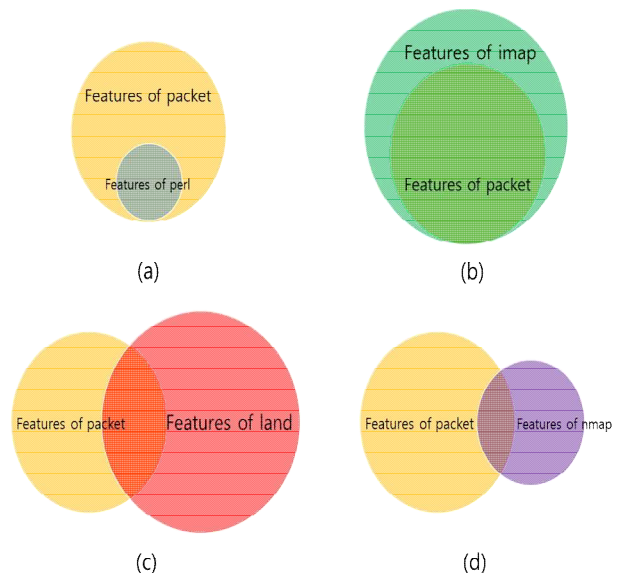 Features of packet
Features of perl
(a)
Features of imap
Features of packet
(b)
Features of packet
Features of land
(c)
Features of packet
Features of nmap
(d)